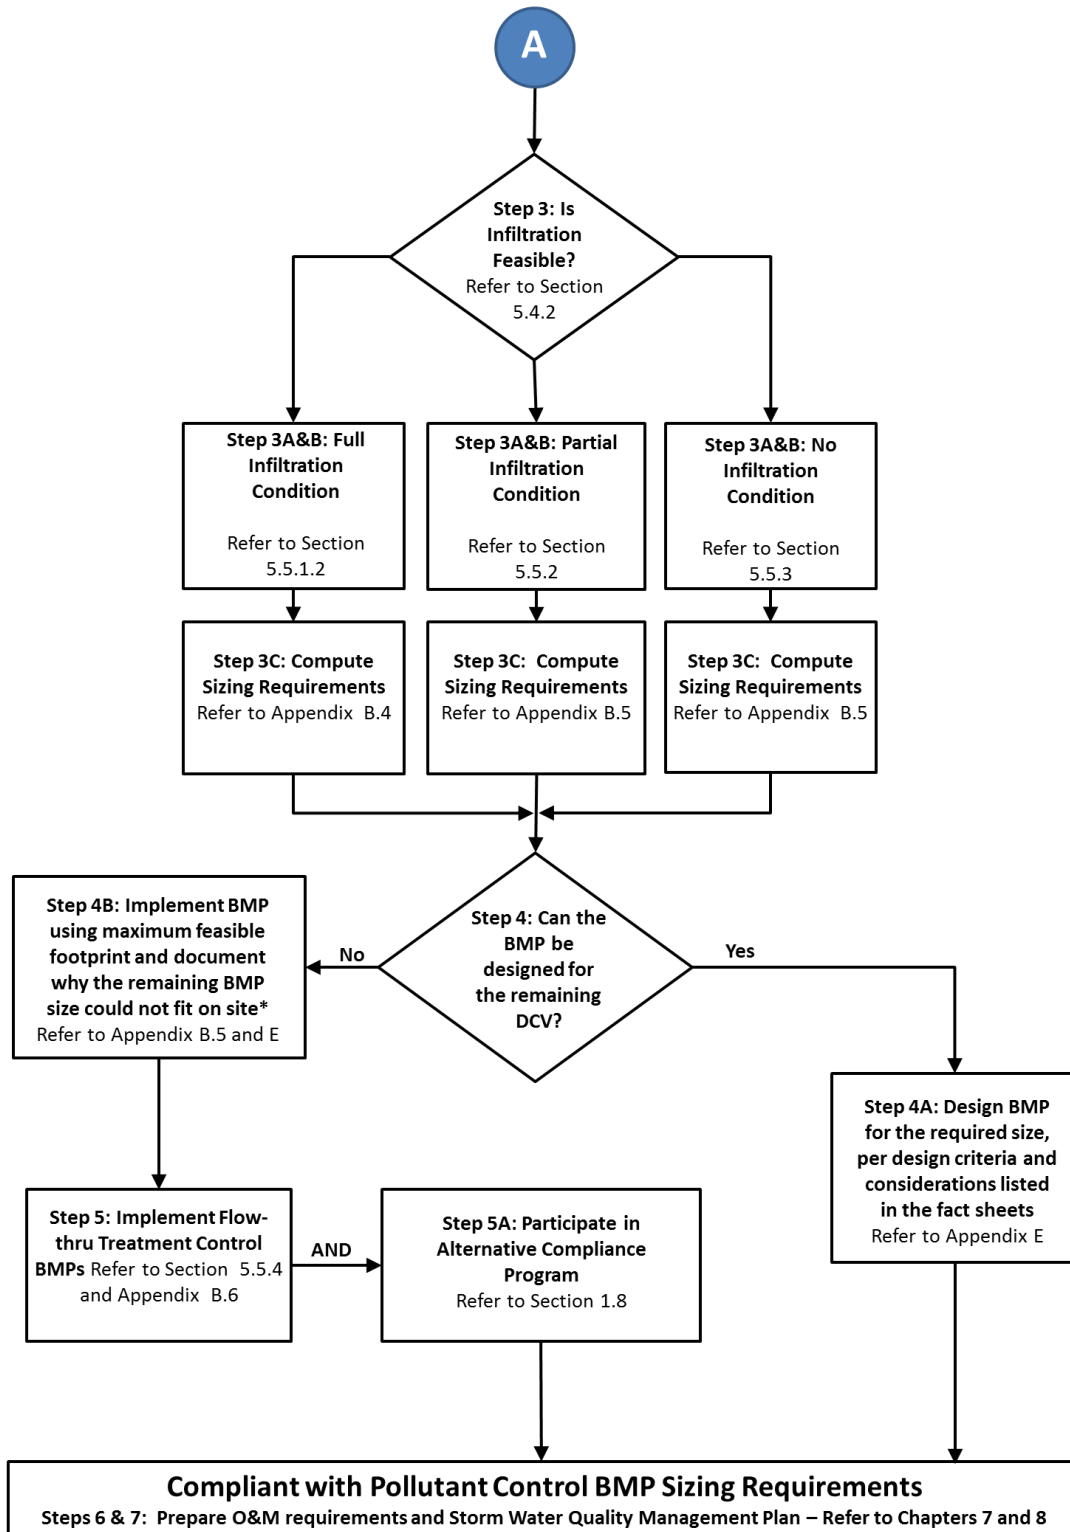 A
Step 3: Is
Infiltration
Feasible?
Refer to Section
5.4.2
Step 3A&B: Full
Infiltration
Condition
Refer to Section
5.5.1.2
Step 3A&B: Partial
Infiltration
Condition
Refer to Section
5.5.2
Step 3A&B: No
Infiltration
Condition
Refer to Section
5.5.3
Step 3C: Compute
Sizing Requirements
Refer to Appendix B.4
Step 3C: Compute
Sizing Requirements
Refer to Appendix B.5
Step 3C: Compute
Sizing Requirements
Refer to Appendix B.5
Step 4: Can the
BMP be
designed for
the remaining
DCV?
No
Yes
Step 4B: Implement BMP
using maximum feasible
footprint and document
why the remaining BMP
size could not fit on site*
Refer to Appendix B.5 and E
Step 4A: Design BMP
for the required size,
per design criteria and
considerations listed
in the fact sheets
Refer to Appendix E
Step 5: Implement Flow-
thru Treatment Control
BMPs Refer to Section 5.5.4
and Appendix B.6
AND
Step 5A: Participate in
Alternative Compliance
Program
Refer to Section 1.8
Compliant with Pollutant Control BMP Sizing Requirements
Steps 6 & 7: Prepare O&M requirements and Storm Water Quality Management Plan – Refer to Chapters 7 and 8